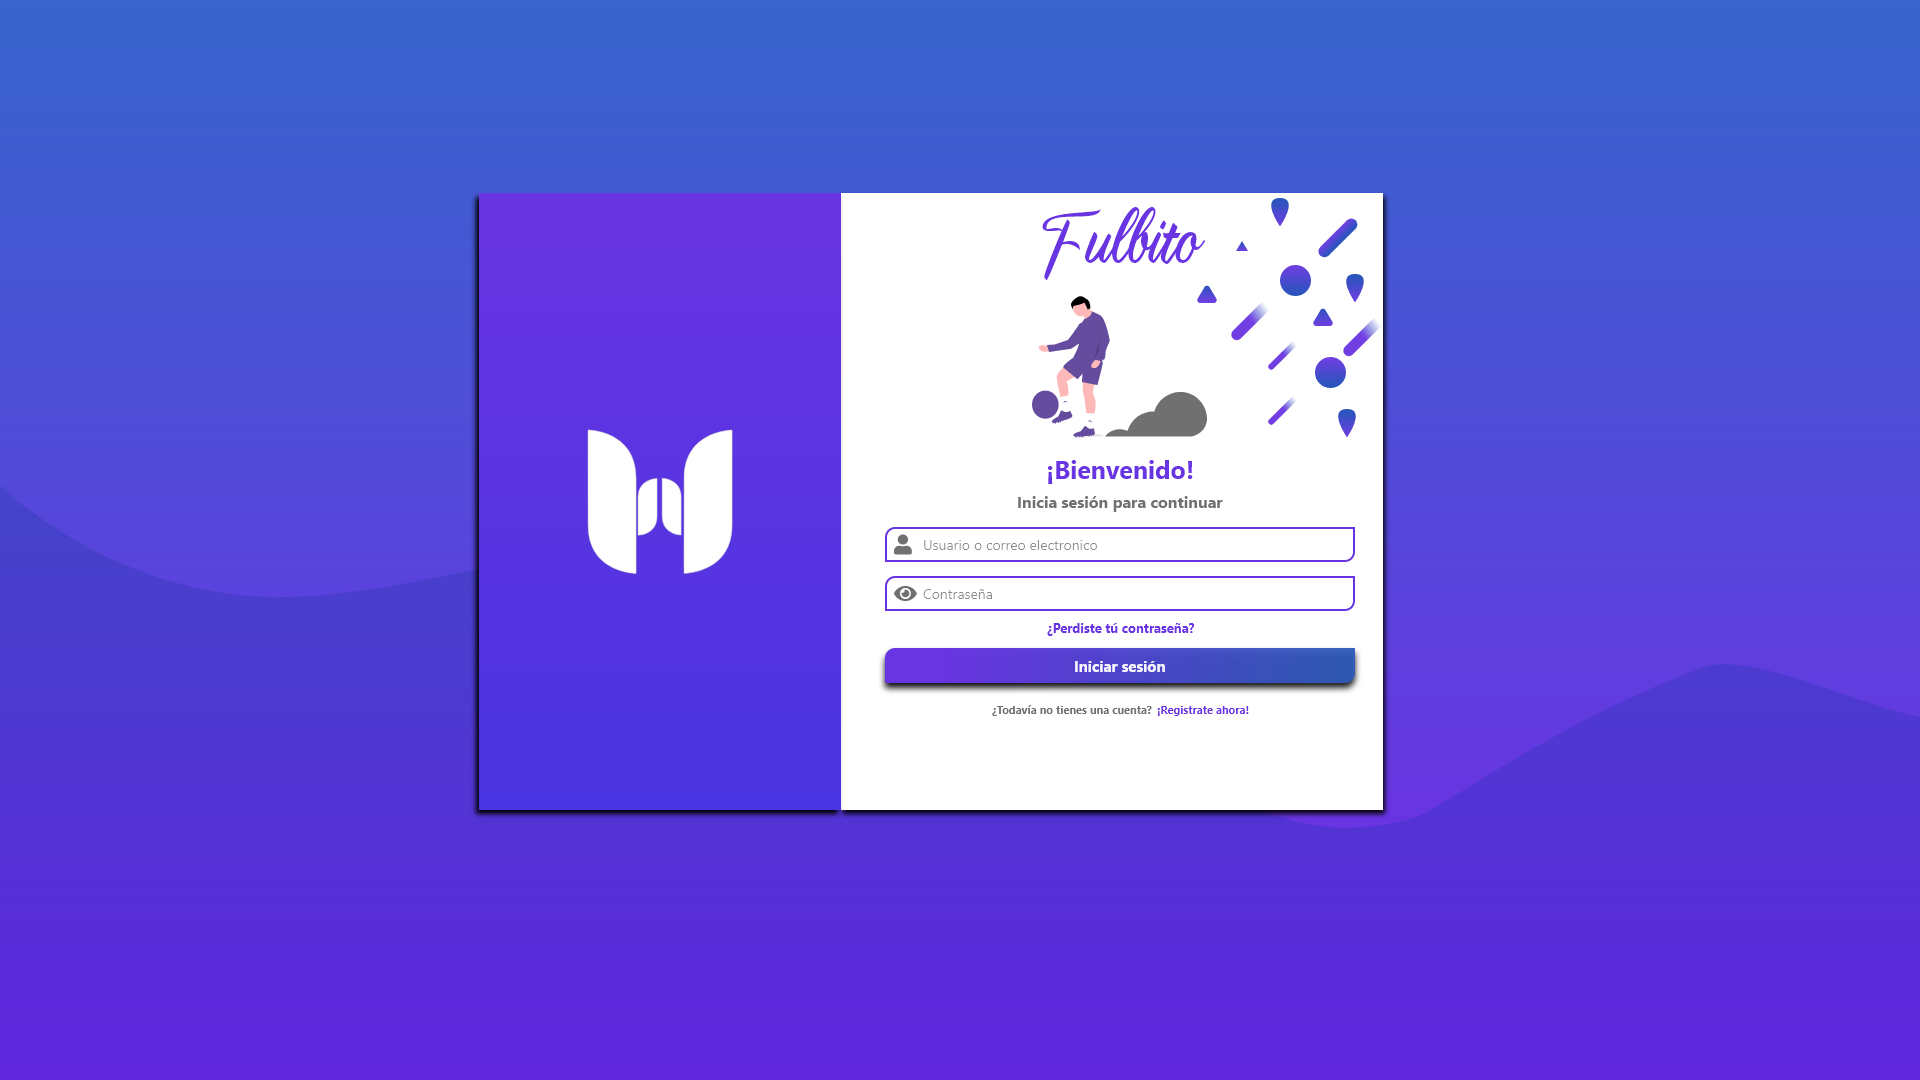 Fulbito
¡Bienvenido!
Inicia sesión para continuar
Usuario o correo electronico
Contraseña
¿Perdiste tú contraseña?
Iniciar sesión
¿Todavía no tienes una cuenta? ¡Registrate ahora!